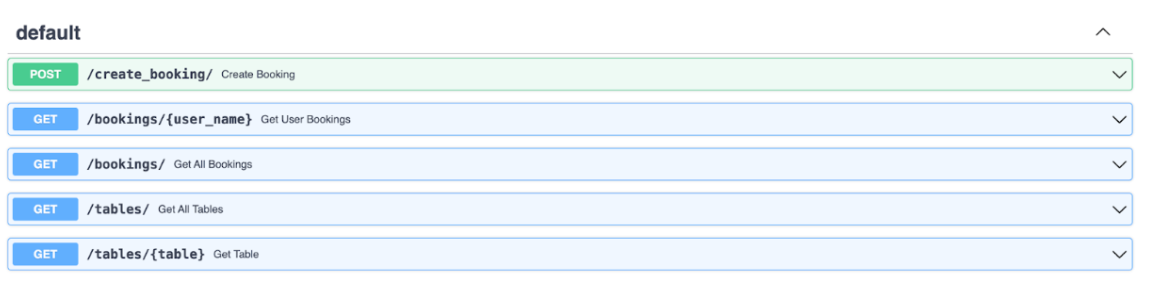 default
POST /create_booking/ Create Booking
GET /bookings/{user_name} Get User Bookings
GET /bookings/ Get All Bookings
GET /tables/ Get All Tables
GET /tables/{table} Get Table